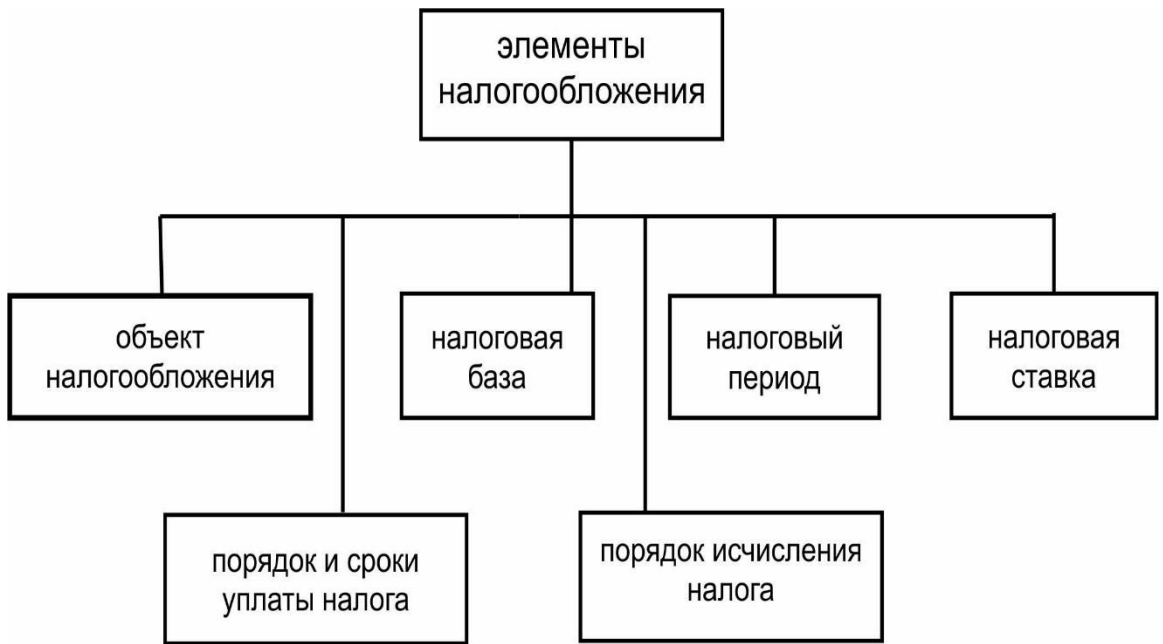 элементы
налогообложения
объект
налогообложения
налоговая
база
налоговый
период
налоговая
ставка
порядок и сроки
уплаты налога
порядок исчисления
налога